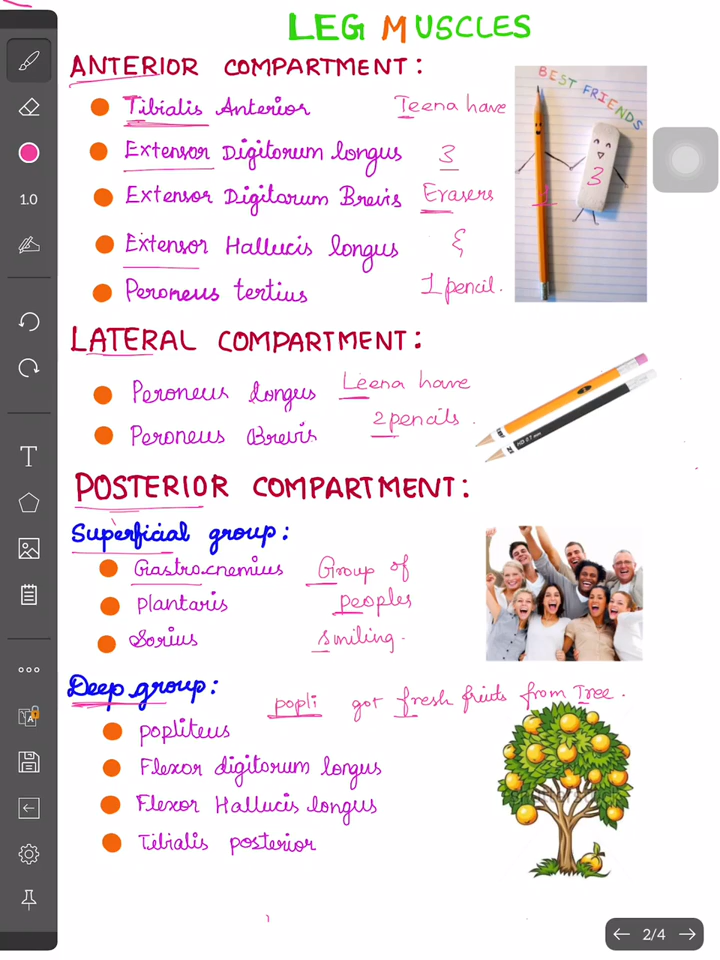 LEG MUSCLES
ANTERIOR COMPARTMENT:
Tibialis Anterior Teena have
Extensor Digitorum longus 3
Extensor Digitorum Brevis Erasers
Extensor Hallucis longus &
Peroneus tertius 1 pencil.
BEST FRIENDS
3
1
LATERAL COMPARTMENT:
Peroneus longus Leena have
Peroneus Brevis 2 pencils.
POSTERIOR COMPARTMENT:
Superficial group:
Gastrocnemius Group of
Plantaris peoples
Sorius smiling.
Deep group:
popli got fresh fruits from Tree.
popliteus
Flexor digitorum longus
Flexor Hallucis longus
Tibialis posterior
1.0
T
2/4